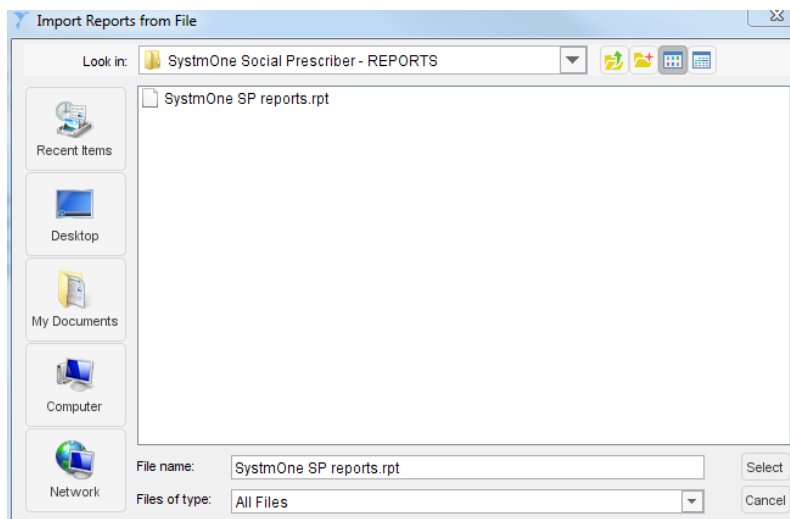 Import Reports from File
Look in: SystmOne Social Prescriber - REPORTS
SystmOne SP reports.rpt
Recent Items
Desktop
My Documents
Computer
Network
File name: SystmOne SP reports.rpt Select
Files of type: All Files Cancel